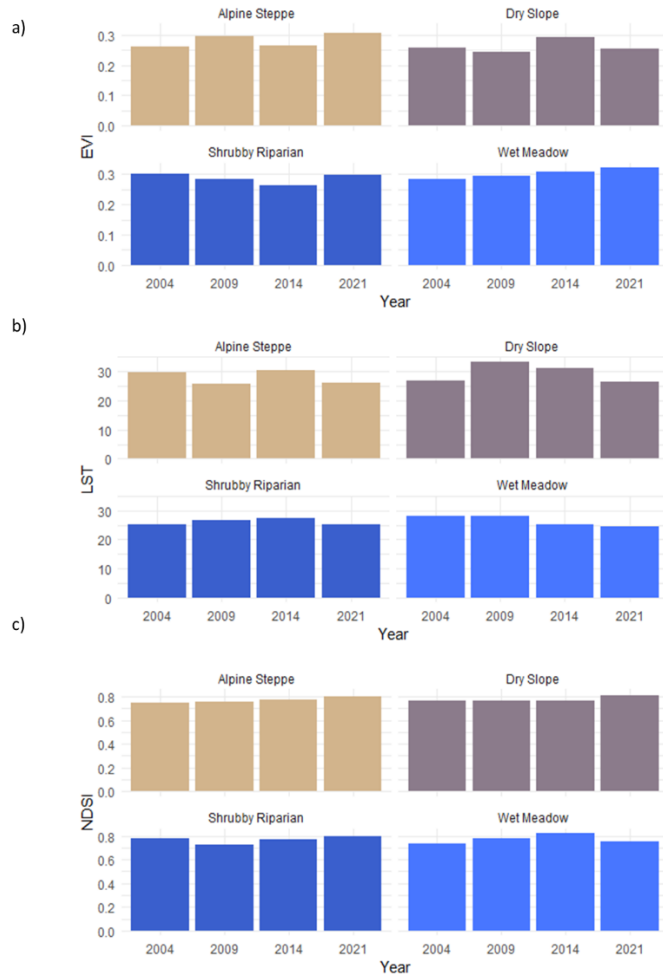 a)
Alpine Steppe Dry Slope
0.3
0.2
0.1
0.0
EVI
Shrubby Riparian Wet Meadow
0.3
0.2
0.1
0.0
2004 2009 2014 2021 2004 2009 2014 2021
Year
b)
Alpine Steppe Dry Slope
30
20
10
0
LST
Shrubby Riparian Wet Meadow
30
20
10
0
2004 2009 2014 2021 2004 2009 2014 2021
Year
c)
Alpine Steppe Dry Slope
0.8
0.6
0.4
0.2
0.0
NDSI
Shrubby Riparian Wet Meadow
0.8
0.6
0.4
0.2
0.0
2004 2009 2014 2021 2004 2009 2014 2021
Year